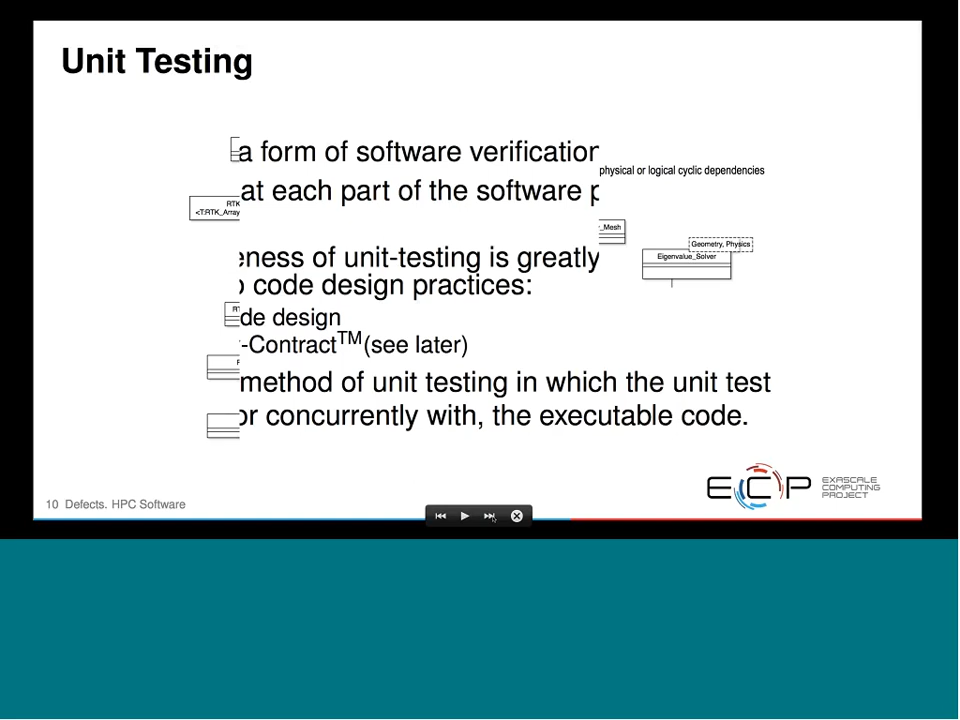 Unit Testing
a form of software verification
physical or logical cyclic dependencies
at each part of the software p
RTK
<T:RTK_Array
_Mesh
Geometry, Physics
Eigenvalue_Solver
eness of unit-testing is greatly
code design practices:
de design
-Contract™(see later)
method of unit testing in which the unit test
or concurrently with, the executable code.
ECP EXASCALE COMPUTING PROJECT
10 Defects. HPC Software